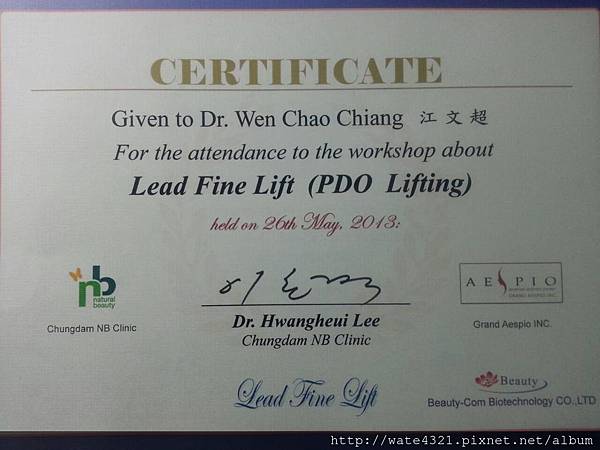 CERTIFICATE
Given to Dr. Wen Chao Chiang 江文超
For the attendance to the workshop about
Lead Fine Lift (PDO Lifting)
held on 26th May, 2013:
nb
natural
beauty
Chungdam NB Clinic
Dr. Hwangheui Lee
Chungdam NB Clinic
AESPIO
GRAND AESPIO INC.
Grand Aespio INC.
Lead Fine Lift
Beauty
Beauty-Com Biotechnology CO.,LTD
http://wate4321.pixnet.net/album